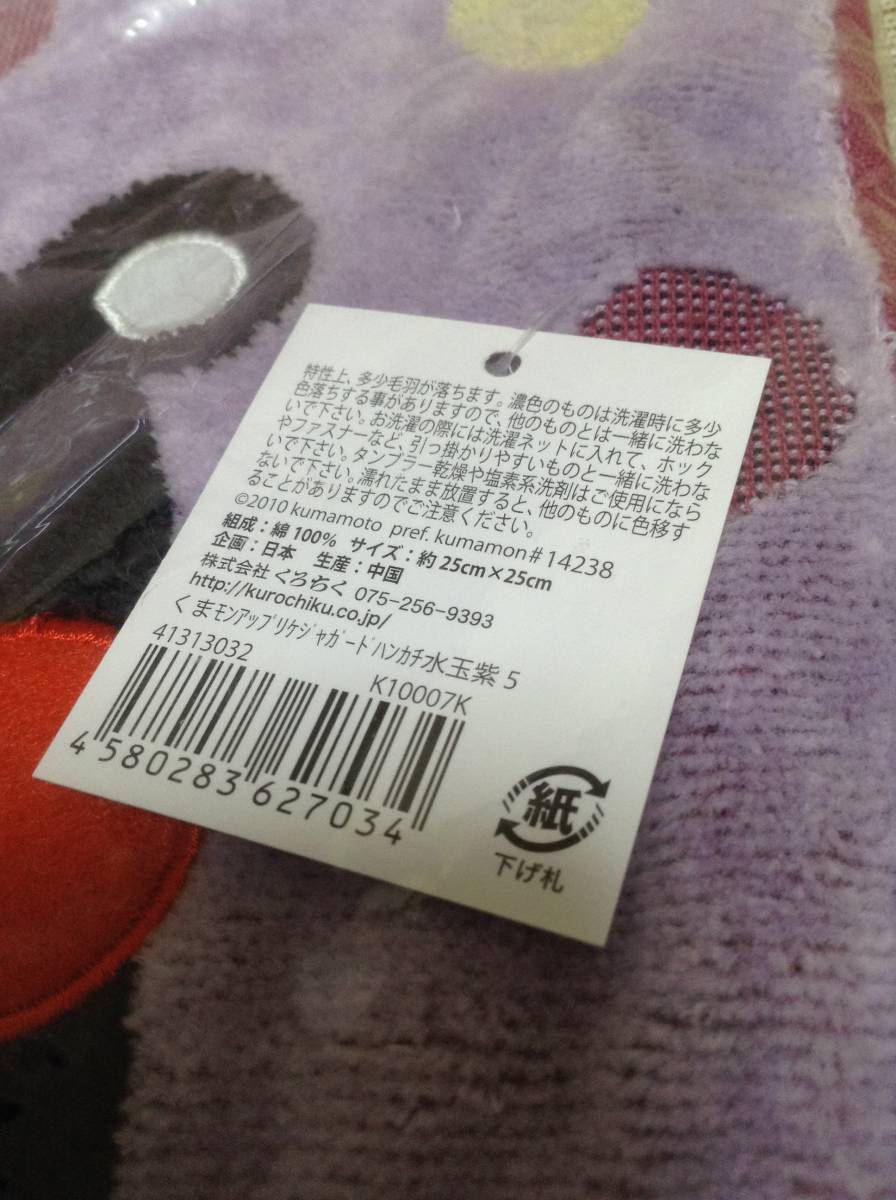 特性上、多少毛羽が落ちます。濃色のものは洗濯時に多少
色落ちする事がありますので、他のものとは一緒に洗わな
いで下さい。お洗濯の際には洗濯ネットに入れて、ホック
やファスナーなど、引っ掛かりやすいものと一緒に洗わな
いで下さい。タンブラー乾燥や塩素系洗剤はご使用になら
ないで下さい。濡れたまま放置すると、他のものに色移す
ることがありますのでご注意ください。
©2010 kumamoto pref. kumamon#14238
組成：綿 100% サイズ：約 25cm×25cm
企画：日本 生産：中国
株式会社 くろちく 075-256-9393
http://kurochiku.co.jp/
くまモンアップリケジャガードハンカチ水玉紫 5
41313032
K10007K
4 580283 627034
紙
下げ札